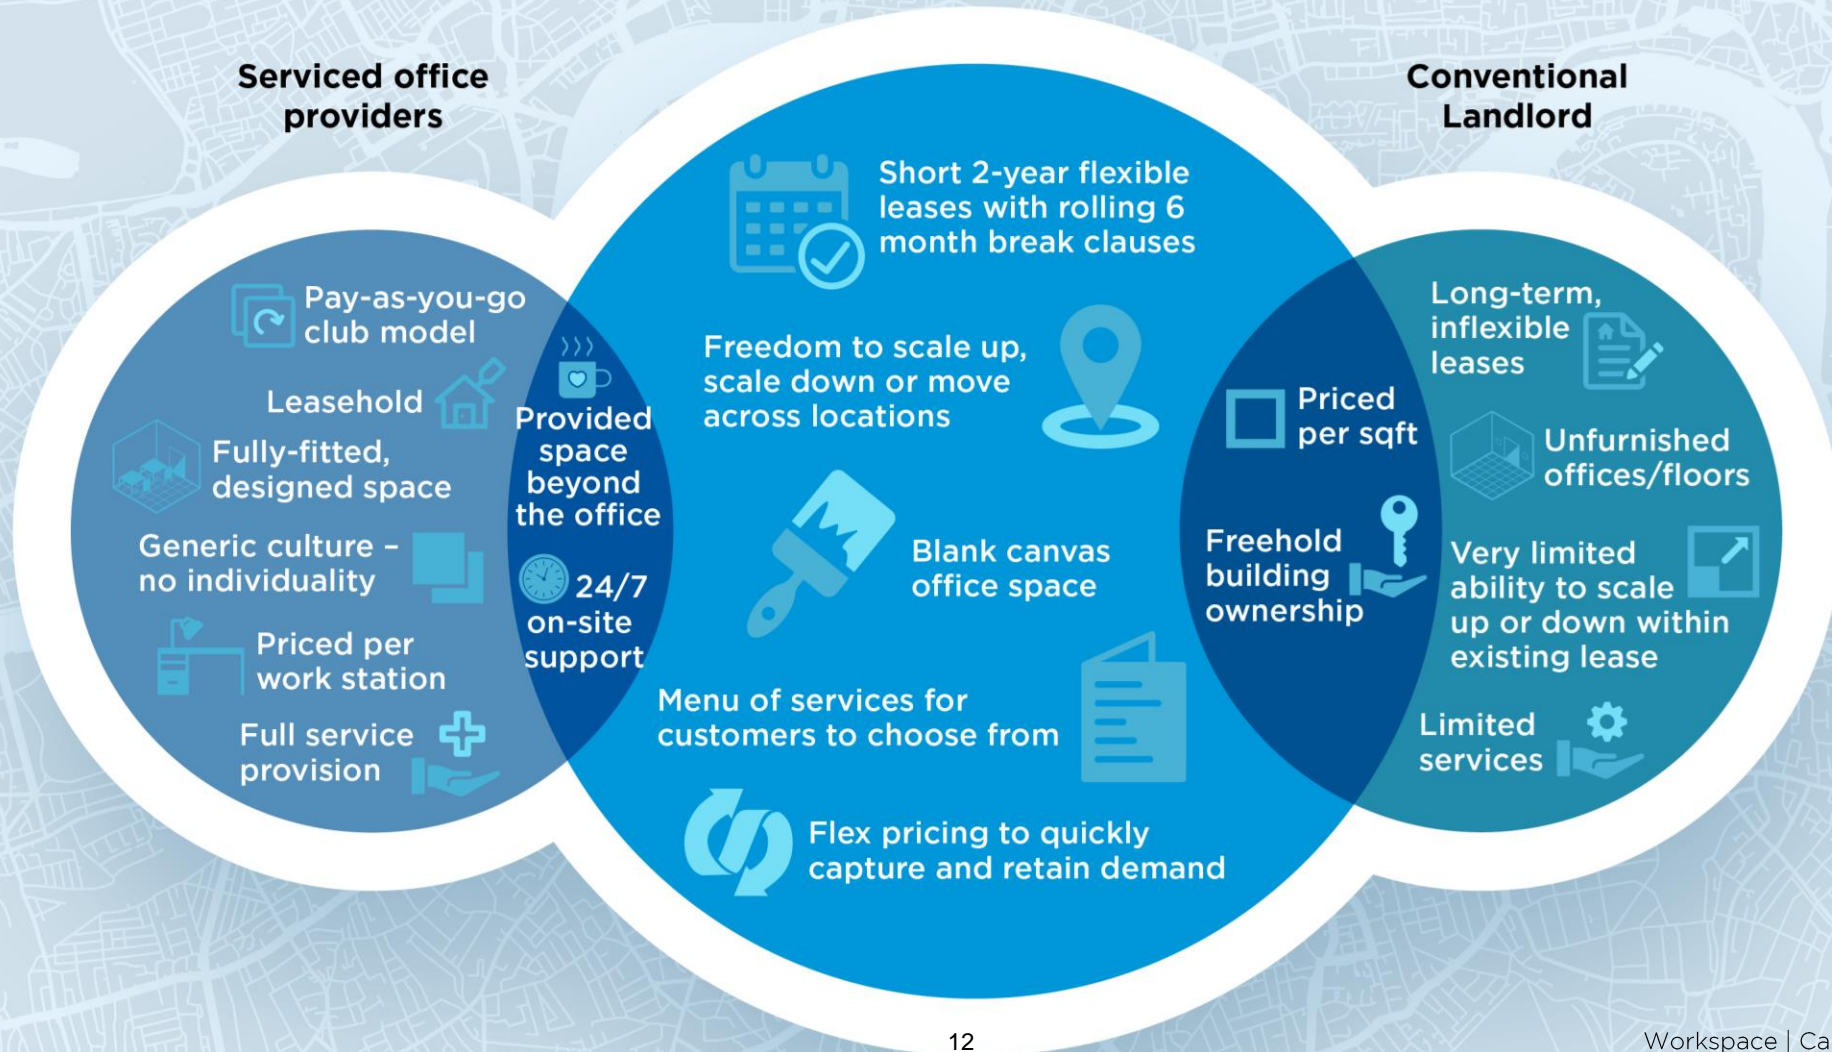 Serviced office
providers
Conventional
Landlord
Pay-as-you-go
club model
Leasehold
Fully-fitted,
designed space
Generic culture –
no individuality
Priced per
work station
Full service
provision
Provided
space
beyond
the office
24/7
on-site
support
Short 2-year flexible
leases with rolling 6
month break clauses
Freedom to scale up,
scale down or move
across locations
Blank canvas
office space
Menu of services for
customers to choose from
Flex pricing to quickly
capture and retain demand
Priced
per sqft
Freehold
building
ownership
Long-term,
inflexible
leases
Unfurnished
offices/floors
Very limited
ability to scale
up or down within
existing lease
Limited
services
12
Workspace | Ca